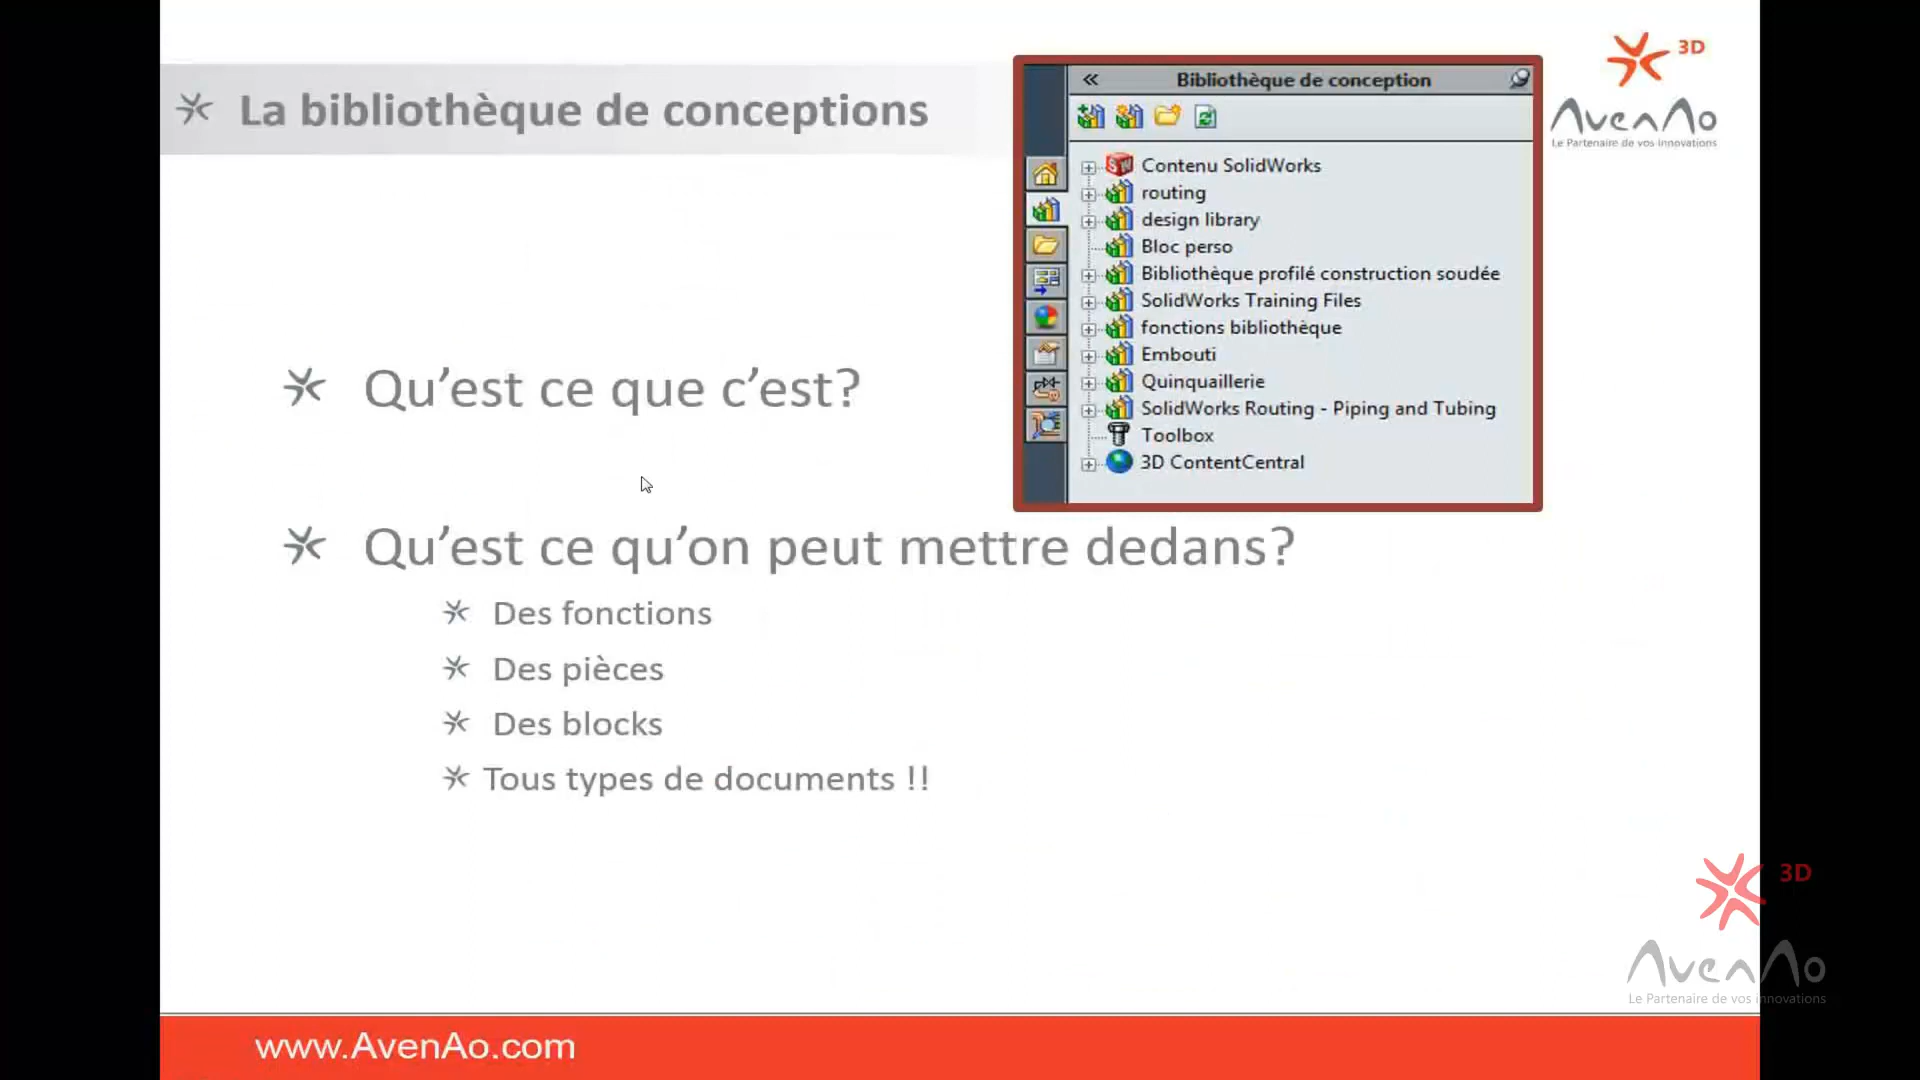 La bibliothèque de conceptions
«
Bibliothèque de conception
Contenu SolidWorks
routing
design library
Bloc perso
Bibliothèque profilé construction soudée
SolidWorks Training Files
fonctions bibliothèque
Embouti
Quinquaillerie
SolidWorks Routing - Piping and Tubing
Toolbox
3D ContentCentral
3D
AvenAo
Le Partenaire de vos Innovations
Qu’est ce que c’est?
Qu’est ce qu’on peut mettre dedans?
Des fonctions
Des pièces
Des blocks
Tous types de documents !!
3D
AvenAo
Le Partenaire de vos Innovations
www.AvenAo.com